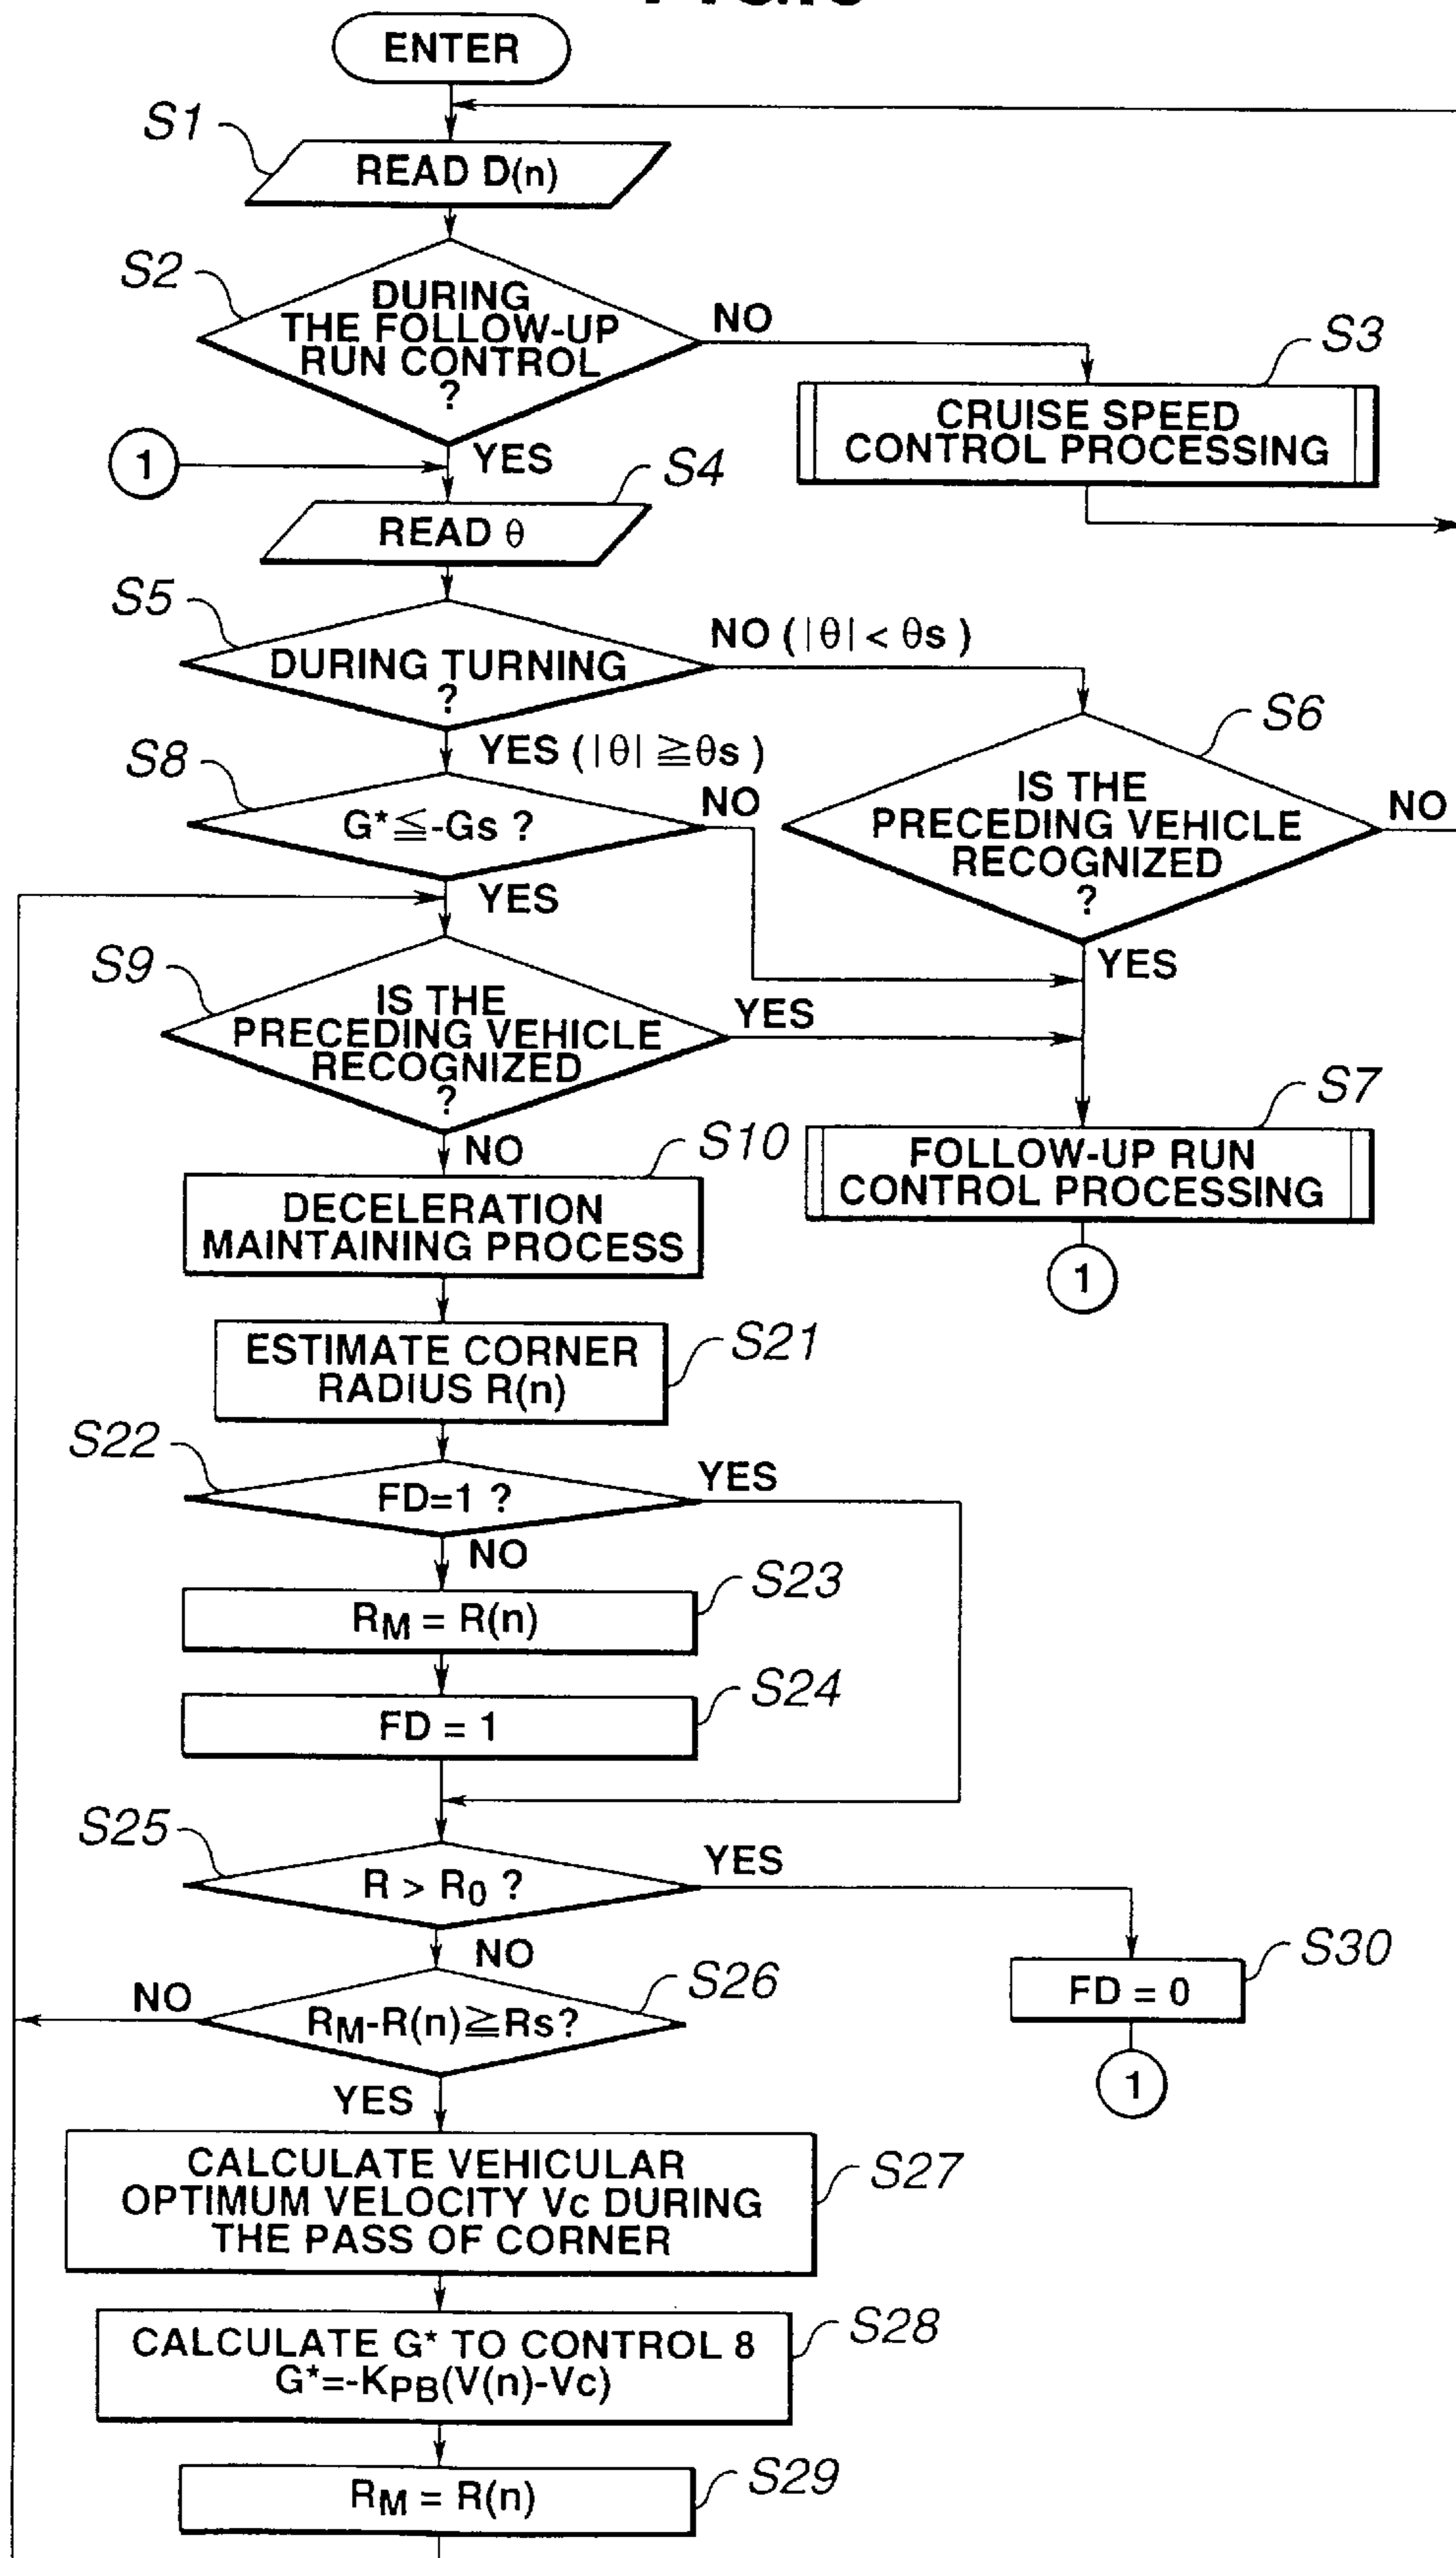 ENTER
S1
READ D(n)
S2
DURING
THE FOLLOW-UP
RUN CONTROL
?
NO
S3
CRUISE SPEED
CONTROL PROCESSING
1
YES
S4
READ θ
S5
DURING TURNING
?
NO (|θ| < θs )
YES (|θ| ≧θs )
S6
IS THE
PRECEDING VEHICLE
RECOGNIZED
?
NO
YES
S8
G*≦-Gs ?
NO
YES
S9
IS THE
PRECEDING VEHICLE
RECOGNIZED
?
YES
NO
S7
FOLLOW-UP RUN
CONTROL PROCESSING
1
S10
DECELERATION
MAINTAINING PROCESS
S21
ESTIMATE CORNER
RADIUS R(n)
S22
FD=1 ?
YES
NO
S23
RM = R(n)
S24
FD = 1
S25
R > R0 ?
YES
NO
S30
FD = 0
1
S26
RM-R(n)≧Rs?
NO
YES
S27
CALCULATE VEHICULAR
OPTIMUM VELOCITY Vc DURING
THE PASS OF CORNER
S28
CALCULATE G* TO CONTROL 8
G*=-KPB(V(n)-Vc)
S29
RM = R(n)